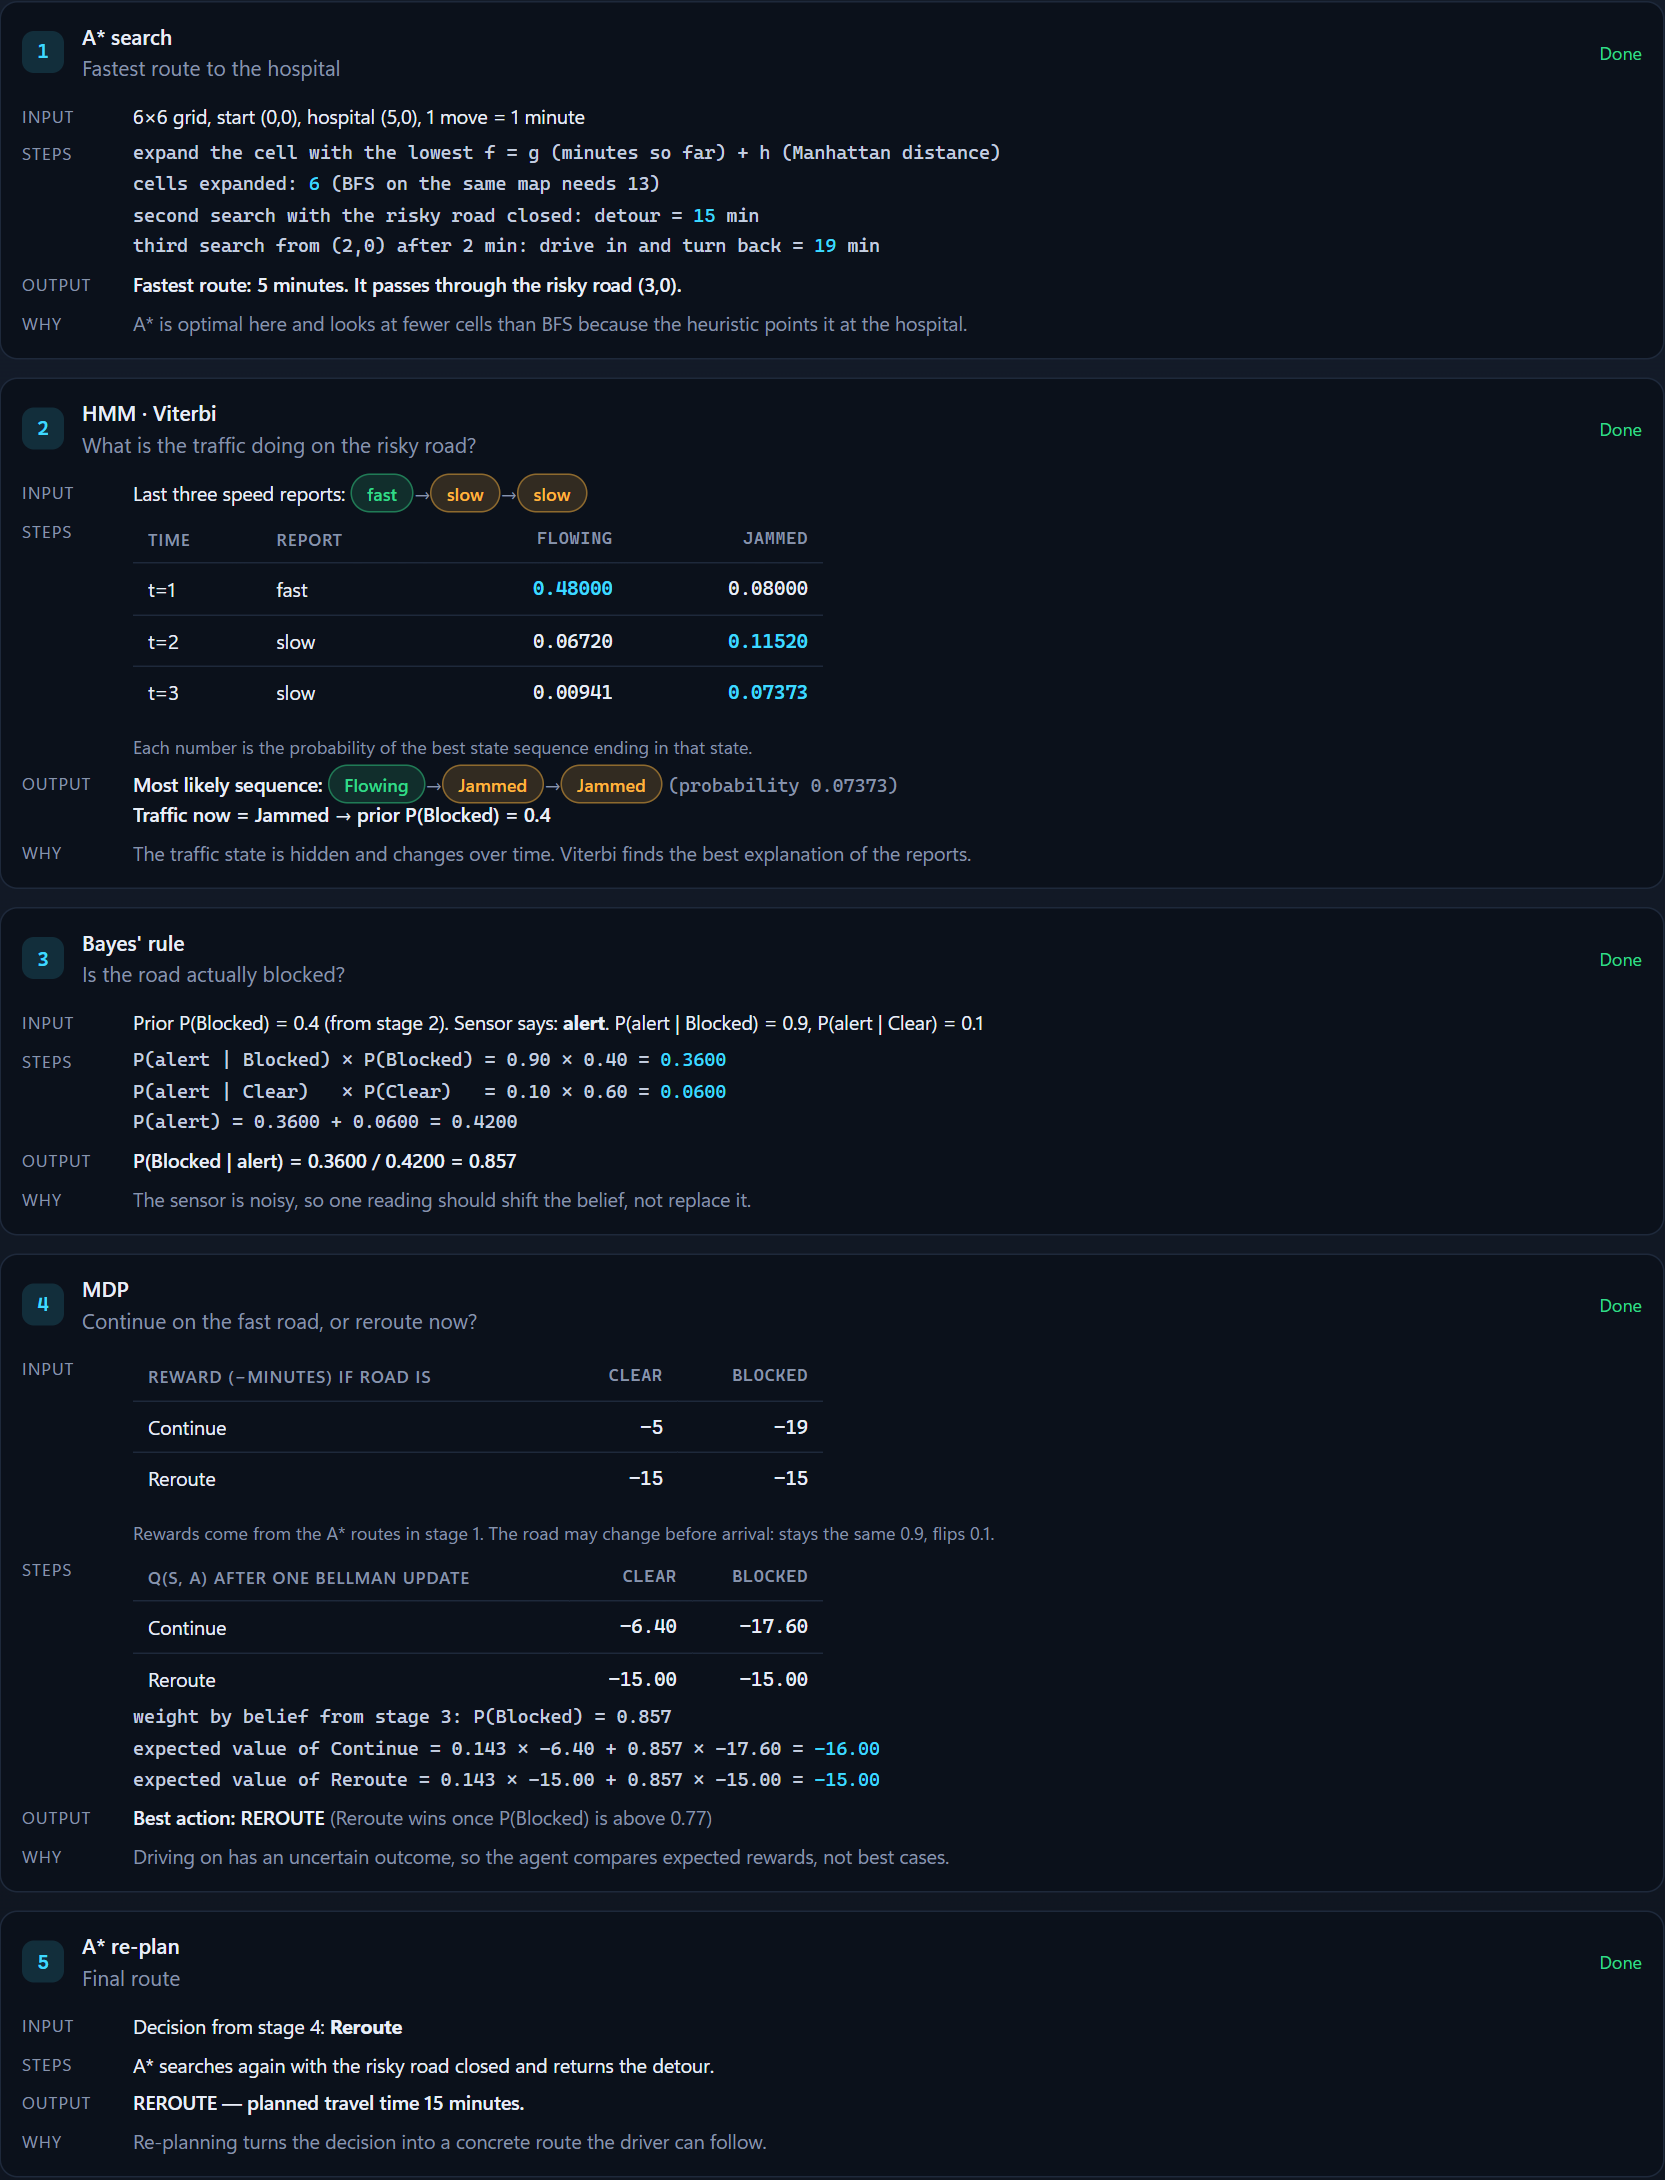 1
A* search
Fastest route to the hospital
Done
INPUT
6×6 grid, start (0,0), hospital (5,0), 1 move = 1 minute
STEPS
expand the cell with the lowest f = g (minutes so far) + h (Manhattan distance)
cells expanded: 6 (BFS on the same map needs 13)
second search with the risky road closed: detour = 15 min
third search from (2,0) after 2 min: drive in and turn back = 19 min
OUTPUT
Fastest route: 5 minutes. It passes through the risky road (3,0).
WHY
A* is optimal here and looks at fewer cells than BFS because the heuristic points it at the hospital.
2
HMM · Viterbi
What is the traffic doing on the risky road?
Done
INPUT
Last three speed reports: fast → slow → slow
STEPS
TIME REPORT FLOWING JAMMED
t=1 fast 0.48000 0.08000
t=2 slow 0.06720 0.11520
t=3 slow 0.00941 0.07373
Each number is the probability of the best state sequence ending in that state.
OUTPUT
Most likely sequence: Flowing → Jammed → Jammed (probability 0.07373)
Traffic now = Jammed → prior P(Blocked) = 0.4
WHY
The traffic state is hidden and changes over time. Viterbi finds the best explanation of the reports.
3
Bayes' rule
Is the road actually blocked?
Done
INPUT
Prior P(Blocked) = 0.4 (from stage 2). Sensor says: alert. P(alert | Blocked) = 0.9, P(alert | Clear) = 0.1
STEPS
P(alert | Blocked) × P(Blocked) = 0.90 × 0.40 = 0.3600
P(alert | Clear) × P(Clear) = 0.10 × 0.60 = 0.0600
P(alert) = 0.3600 + 0.0600 = 0.4200
OUTPUT
P(Blocked | alert) = 0.3600 / 0.4200 = 0.857
WHY
The sensor is noisy, so one reading should shift the belief, not replace it.
4
MDP
Continue on the fast road, or reroute now?
Done
INPUT
REWARD (−MINUTES) IF ROAD IS CLEAR BLOCKED
Continue −5 −19
Reroute −15 −15
Rewards come from the A* routes in stage 1. The road may change before arrival: stays the same 0.9, flips 0.1.
STEPS
Q(S, A) AFTER ONE BELLMAN UPDATE CLEAR BLOCKED
Continue −6.40 −17.60
Reroute −15.00 −15.00
weight by belief from stage 3: P(Blocked) = 0.857
expected value of Continue = 0.143 × −6.40 + 0.857 × −17.60 = −16.00
expected value of Reroute = 0.143 × −15.00 + 0.857 × −15.00 = −15.00
OUTPUT
Best action: REROUTE (Reroute wins once P(Blocked) is above 0.77)
WHY
Driving on has an uncertain outcome, so the agent compares expected rewards, not best cases.
5
A* re-plan
Final route
Done
INPUT
Decision from stage 4: Reroute
STEPS
A* searches again with the risky road closed and returns the detour.
OUTPUT
REROUTE — planned travel time 15 minutes.
WHY
Re-planning turns the decision into a concrete route the driver can follow.